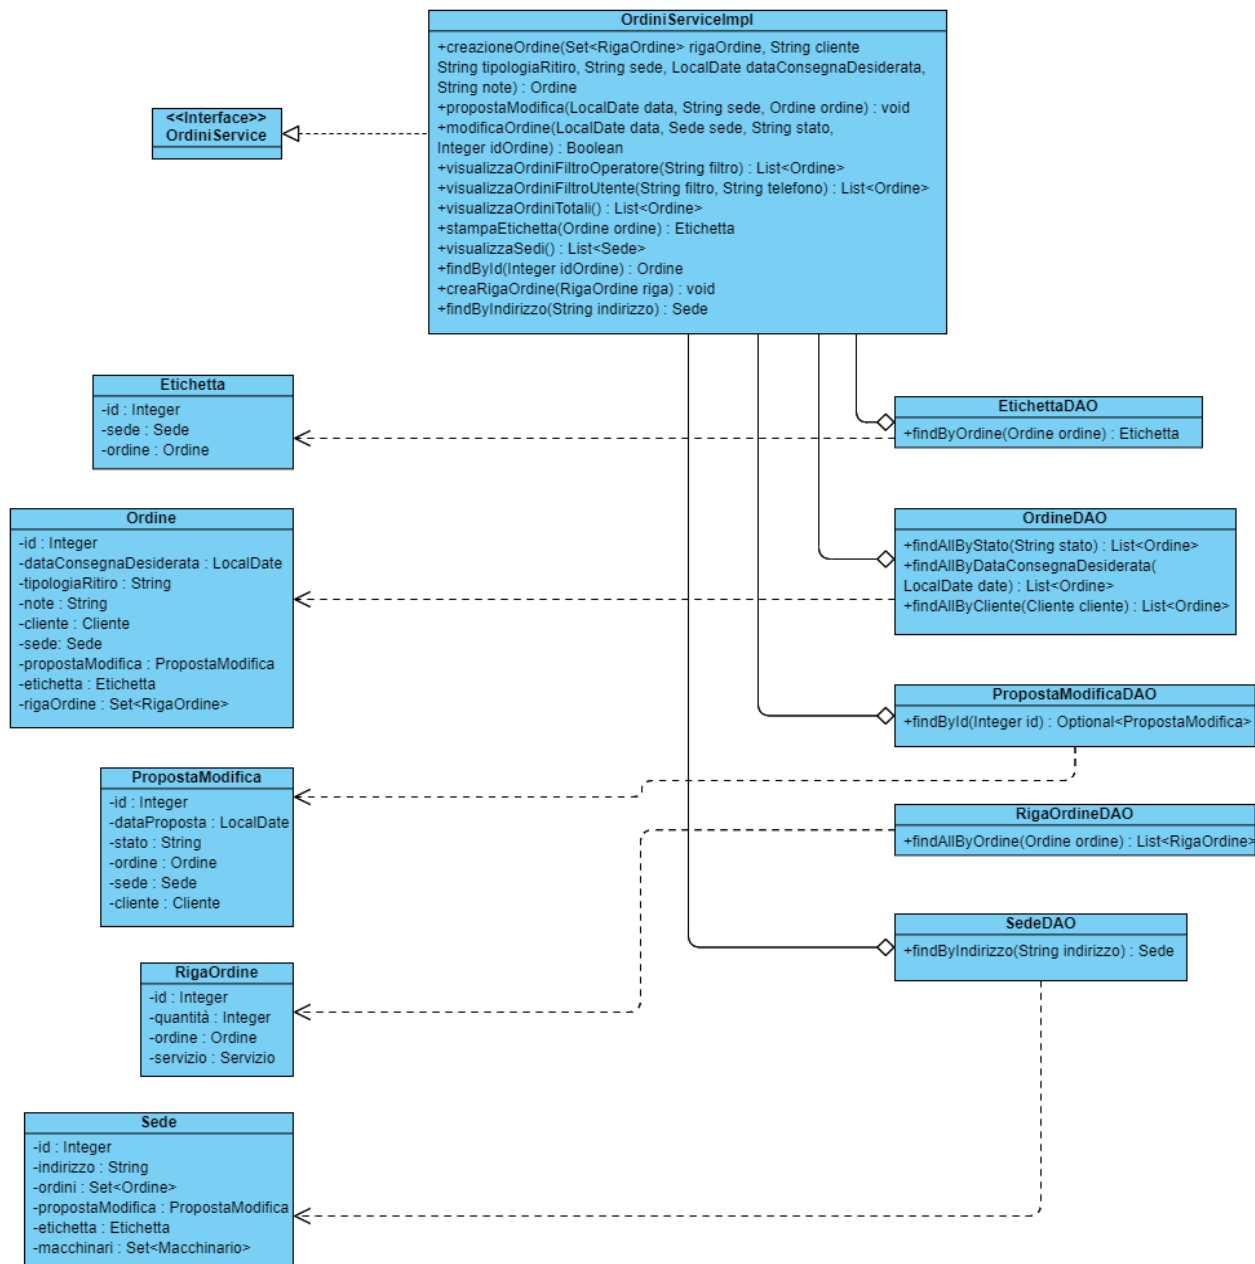 OrdiniServiceImpl
+creazioneOrdine(Set<RigaOrdine> rigaOrdine, String cliente
String tipologiaRitiro, String sede, LocalDate dataConsegnaDesiderata,
String note) : Ordine
+propostaModifica(LocalDate data, String sede, Ordine ordine) : void
+modificaOrdine(LocalDate data, Sede sede, String stato,
Integer idOrdine) : Boolean
+visualizzaOrdiniFiltroOperatore(String filtro) : List<Ordine>
+visualizzaOrdiniFiltroUtente(String filtro, String telefono) : List<Ordine>
+visualizzaOrdiniTotali() : List<Ordine>
+stampaEtichetta(Ordine ordine) : Etichetta
+visualizzaSedi() : List<Sede>
+findById(Integer idOrdine) : Ordine
+creaRigaOrdine(RigaOrdine riga) : void
+findByIndirizzo(String indirizzo) : Sede
<<Interface>>
OrdiniService
Etichetta
-id : Integer
-sede : Sede
-ordine : Ordine
EtichettaDAO
+findByOrdine(Ordine ordine) : Etichetta
Ordine
-id : Integer
-dataConsegnaDesiderata : LocalDate
-tipologiaRitiro : String
-note : String
-cliente : Cliente
-sede: Sede
-propostaModifica : PropostaModifica
-etichetta : Etichetta
-rigaOrdine : Set<RigaOrdine>
OrdineDAO
+findAllByStato(String stato) : List<Ordine>
+findAllByDataConsegnaDesiderata(
LocalDate date) : List<Ordine>
+findAllByCliente(Cliente cliente) : List<Ordine>
PropostaModificaDAO
+findById(Integer id) : Optional<PropostaModifica>
PropostaModifica
-id : Integer
-dataProposta : LocalDate
-stato : String
-ordine : Ordine
-sede : Sede
-cliente : Cliente
RigaOrdineDAO
+findAllByOrdine(Ordine ordine) : List<RigaOrdine>
SedeDAO
+findByIndirizzo(String indirizzo) : Sede
RigaOrdine
-id : Integer
-quantità : Integer
-ordine : Ordine
-servizio : Servizio
Sede
-id : Integer
-indirizzo : String
-ordini : Set<Ordine>
-propostaModifica : PropostaModifica
-etichetta : Etichetta
-macchinari : Set<Macchinario>